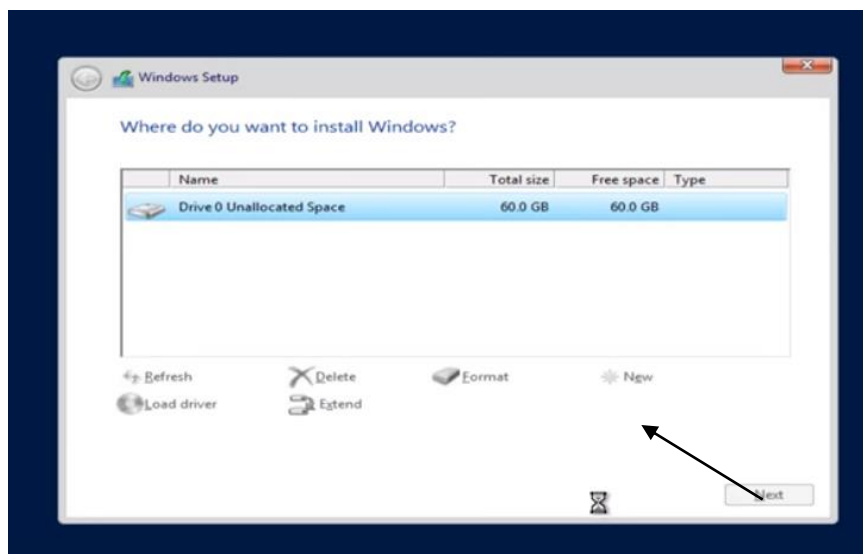 Windows Setup
Where do you want to install Windows?
Name Total size Free space Type
Drive 0 Unallocated Space 60.0 GB 60.0 GB
Refresh Delete Format New
Load driver Extend
Next